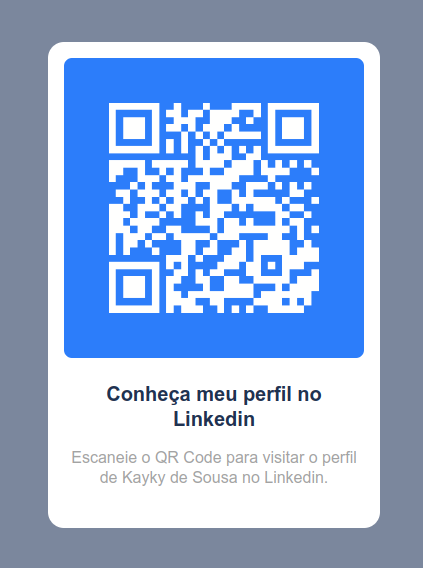 Conheça meu perfil no
Linkedin
Escaneie o QR Code para visitar o perfil
de Kayky de Sousa no Linkedin.